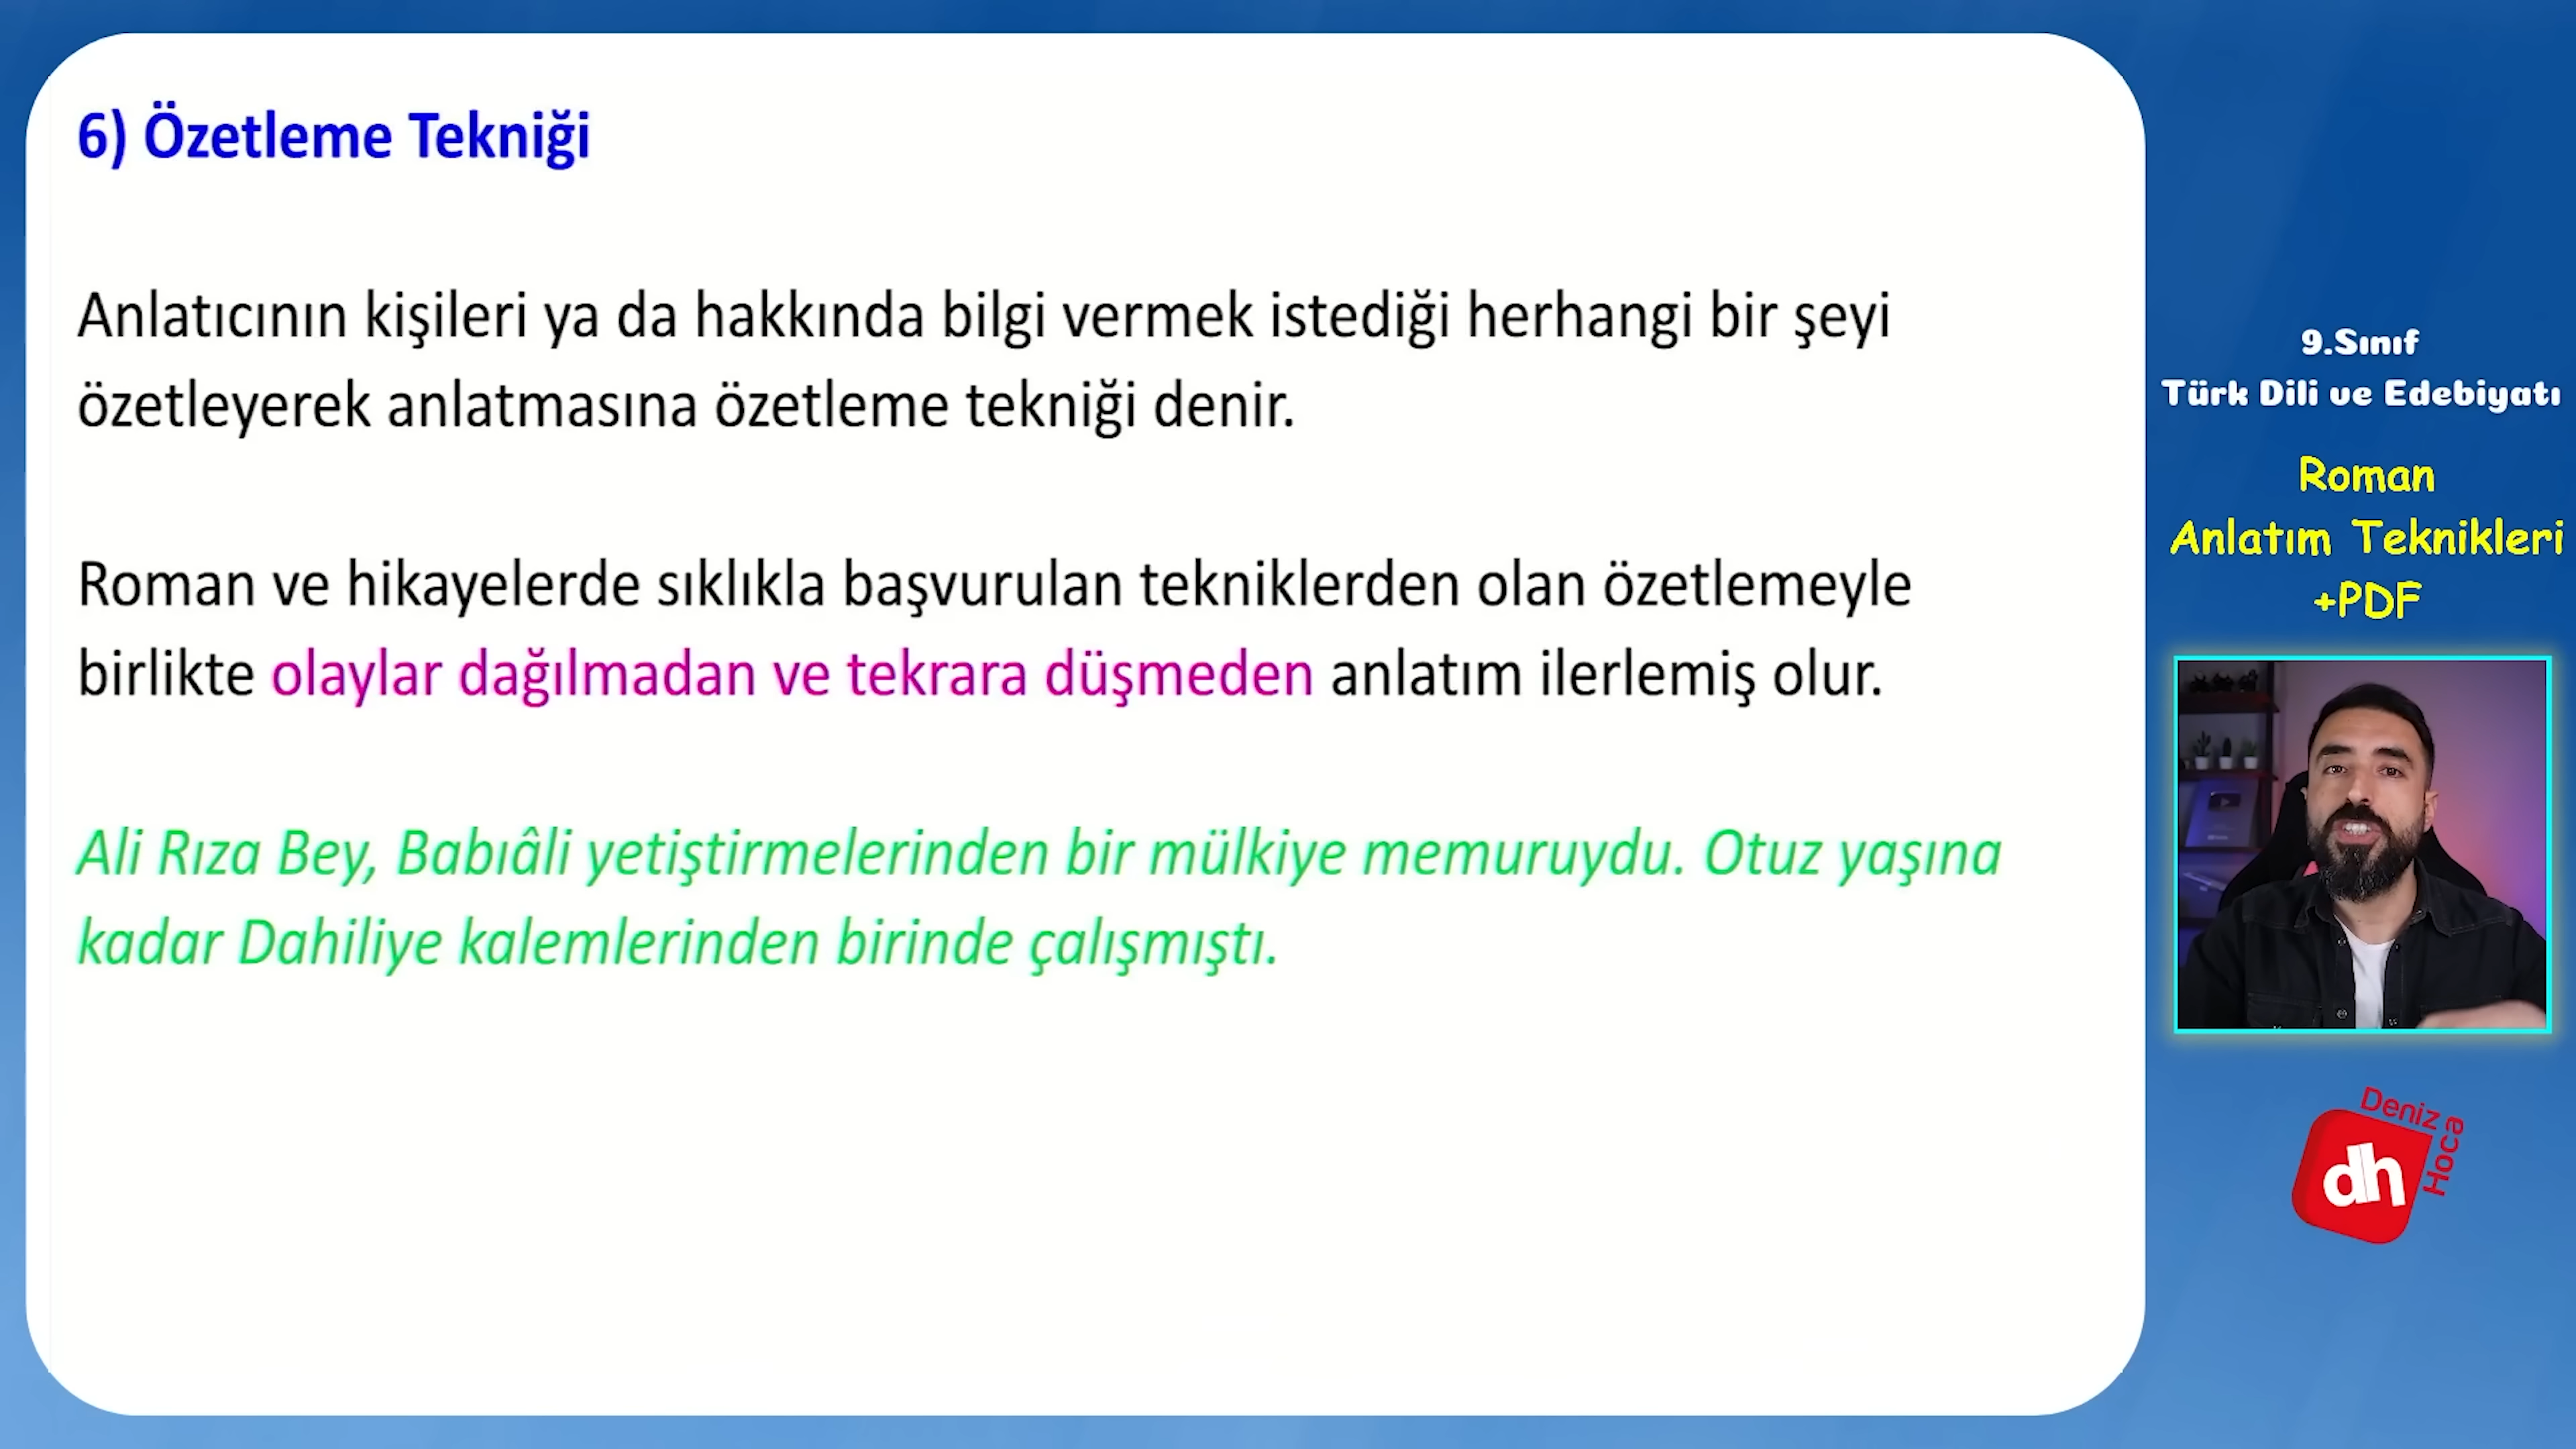 6) Özetleme Tekniği
Anlatıcının kişileri ya da hakkında bilgi vermek istediği herhangi bir şeyi
özetleyerek anlatmasına özetleme tekniği denir.
Roman ve hikayelerde sıklıkla başvurulan tekniklerden olan özetlemeyle
birlikte olaylar dağılmadan ve tekrara düşmeden anlatım ilerlemiş olur.
Ali Rıza Bey, Babıâli yetiştirmelerinden bir mülkiye memuruydu. Otuz yaşına
kadar Dahiliye kalemlerinden birinde çalışmıştı.
9.Sınıf
Türk Dili ve Edebiyatı
Roman
Anlatım Teknikleri
+PDF
Deniz
Hoca
dh